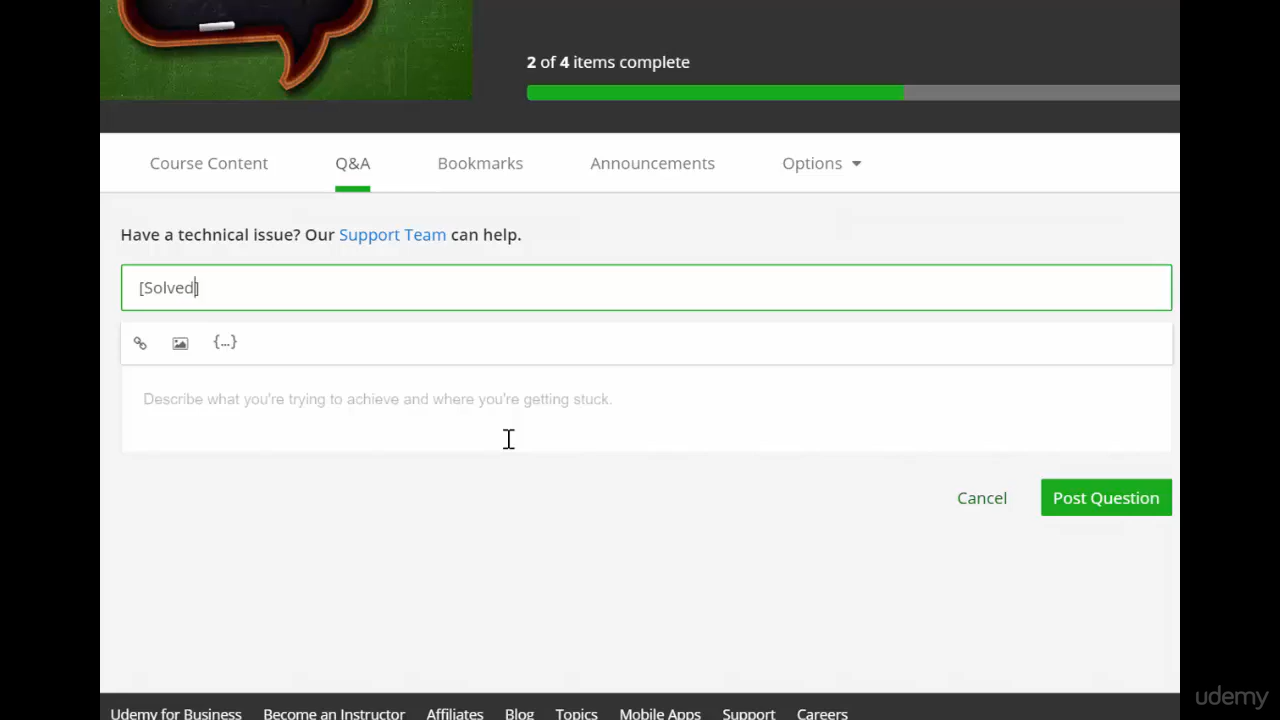 2 of 4 items complete
Course Content Q&A Bookmarks Announcements Options
Have a technical issue? Our Support Team can help.
[Solved]
{...}
Describe what you're trying to achieve and where you're getting stuck.
Cancel Post Question
Udemy for Business Become an Instructor Affiliates Blog Topics Mobile Apps Support Careers
udemy